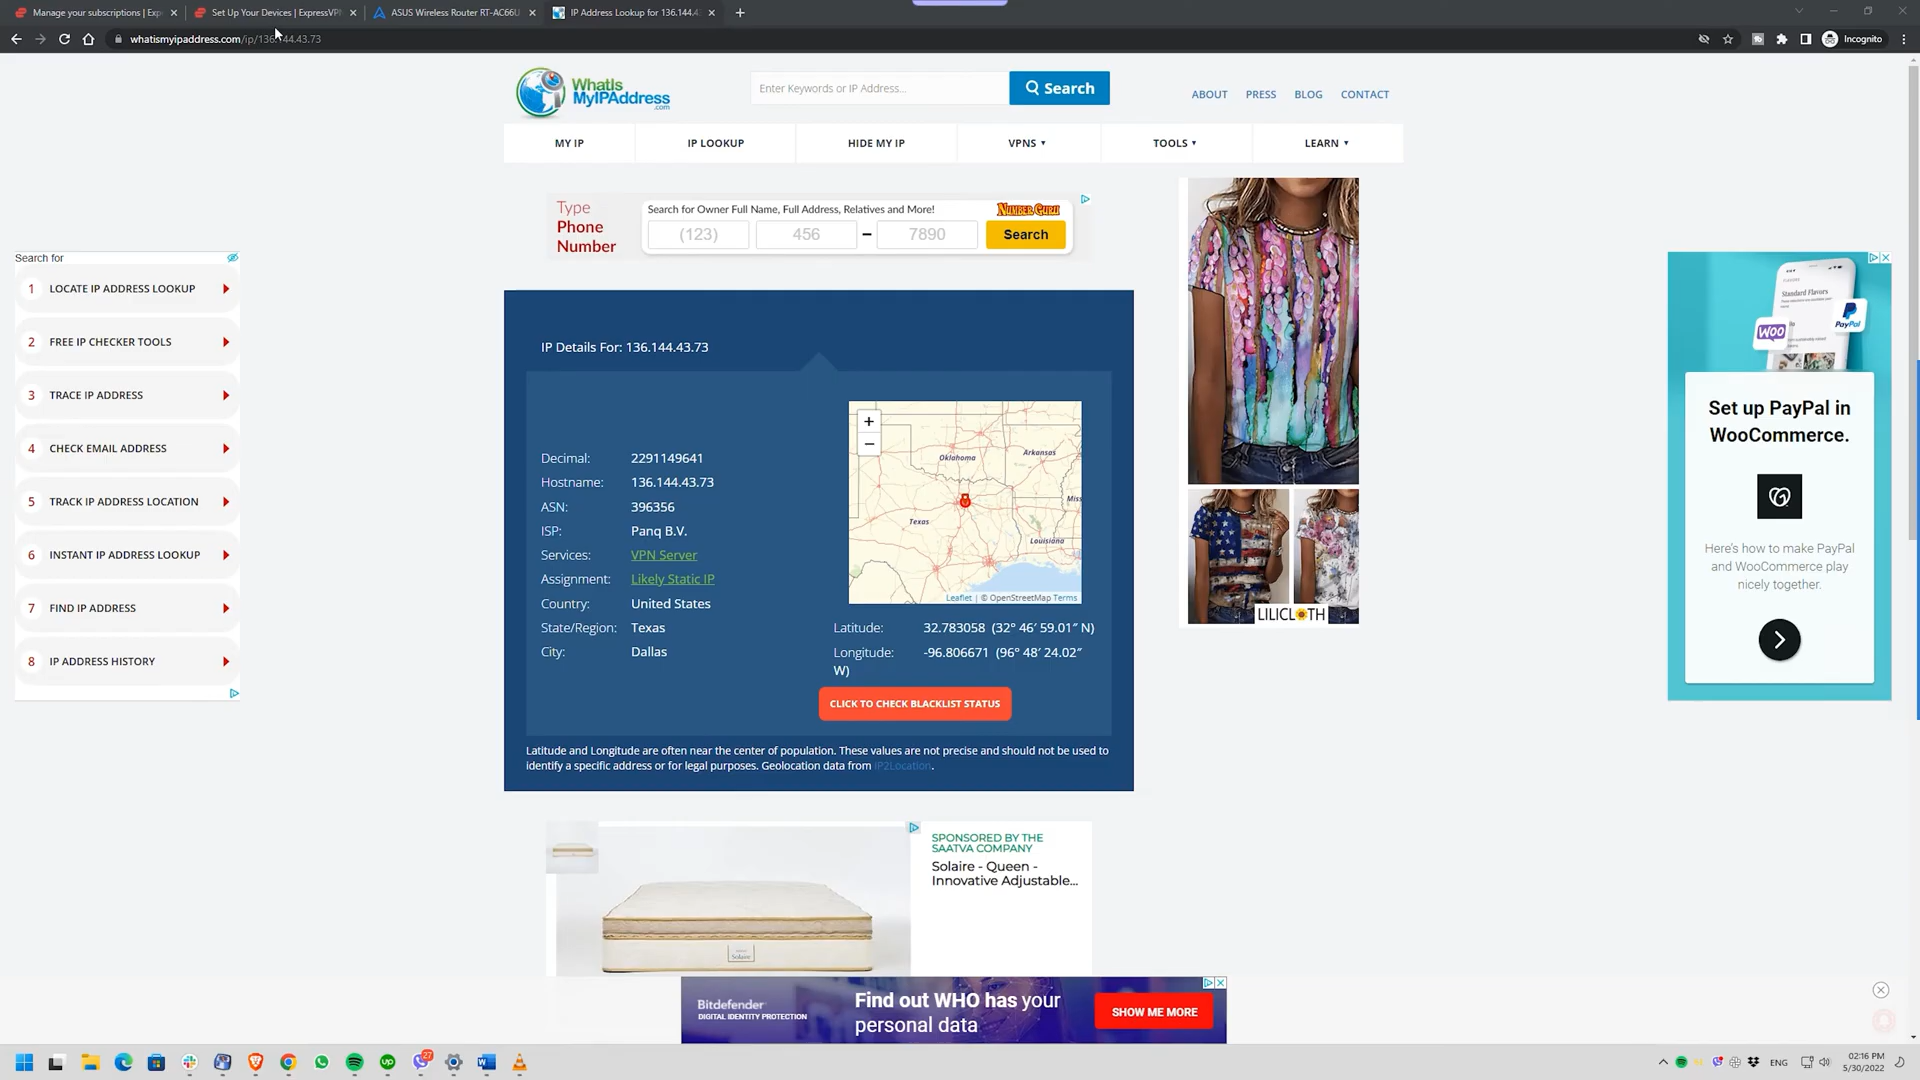 Manage your subscriptions | Exp
Set Up Your Devices | ExpressVPN
ASUS Wireless Router RT-AC66U
IP Address Lookup for 136.144.4
whatismyipaddress.com/ip/136.144.43.73
Incognito
WhatIs
MyIPAddress
.com
Enter Keywords or IP Address...
Search
ABOUT
PRESS
BLOG
CONTACT
MY IP
IP LOOKUP
HIDE MY IP
VPNS
TOOLS
LEARN
Type
Phone
Number
Search for Owner Full Name, Full Address, Relatives and More!
NUMBER GURU
(123)
456
–
7890
Search
Search for
1 LOCATE IP ADDRESS LOOKUP
2 FREE IP CHECKER TOOLS
3 TRACE IP ADDRESS
4 CHECK EMAIL ADDRESS
5 TRACK IP ADDRESS LOCATION
6 INSTANT IP ADDRESS LOOKUP
7 FIND IP ADDRESS
8 IP ADDRESS HISTORY
IP Details For: 136.144.43.73
Decimal: 2291149641
Hostname: 136.144.43.73
ASN: 396356
ISP: Panq B.V.
Services: VPN Server
Assignment: Likely Static IP
Country: United States
State/Region: Texas
City: Dallas
+
−
Oklahoma
Arkansas
Miss
Texas
Louisiana
Leaflet | © OpenStreetMap Terms
Latitude: 32.783058 (32° 46′ 59.01″ N)
Longitude: -96.806671 (96° 48′ 24.02″
W)
CLICK TO CHECK BLACKLIST STATUS
Latitude and Longitude are often near the center of population. These values are not precise and should not be used to
identify a specific address or for legal purposes. Geolocation data from IP2Location.
LILICLOTH
Standard Flavors
WOO
PayPal
Set up PayPal in
WooCommerce.
Here's how to make PayPal
and WooCommerce play
nicely together.
SPONSORED BY THE
SAATVA COMPANY
Solaire - Queen -
Innovative Adjustable...
Solaire
Bitdefender
DIGITAL IDENTITY PROTECTION
Find out WHO has your
personal data
SHOW ME MORE
27
ENG
02:16 PM
5/30/2022